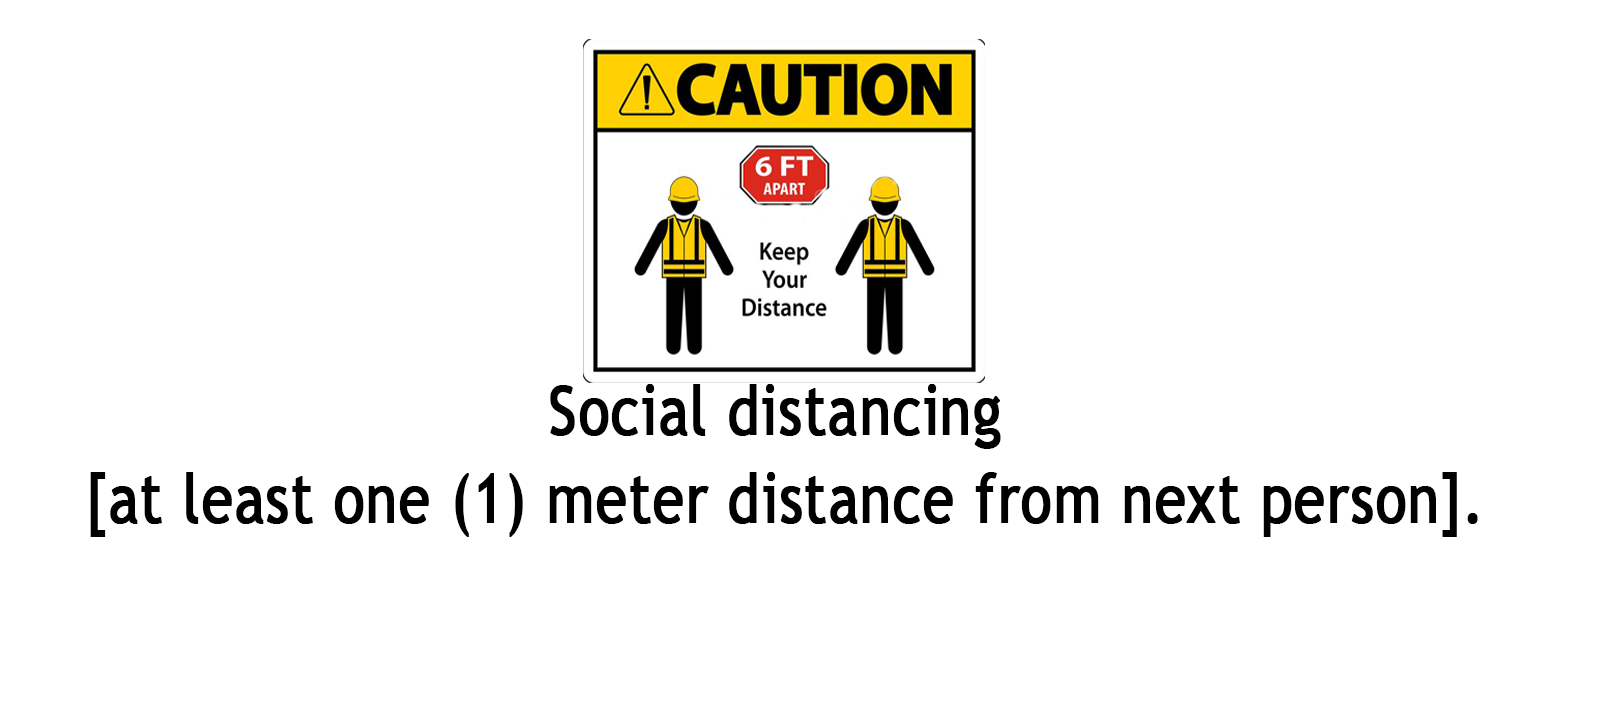 CAUTION
6 FT
APART
Keep
Your
Distance
Social distancing
[at least one (1) meter distance from next person].